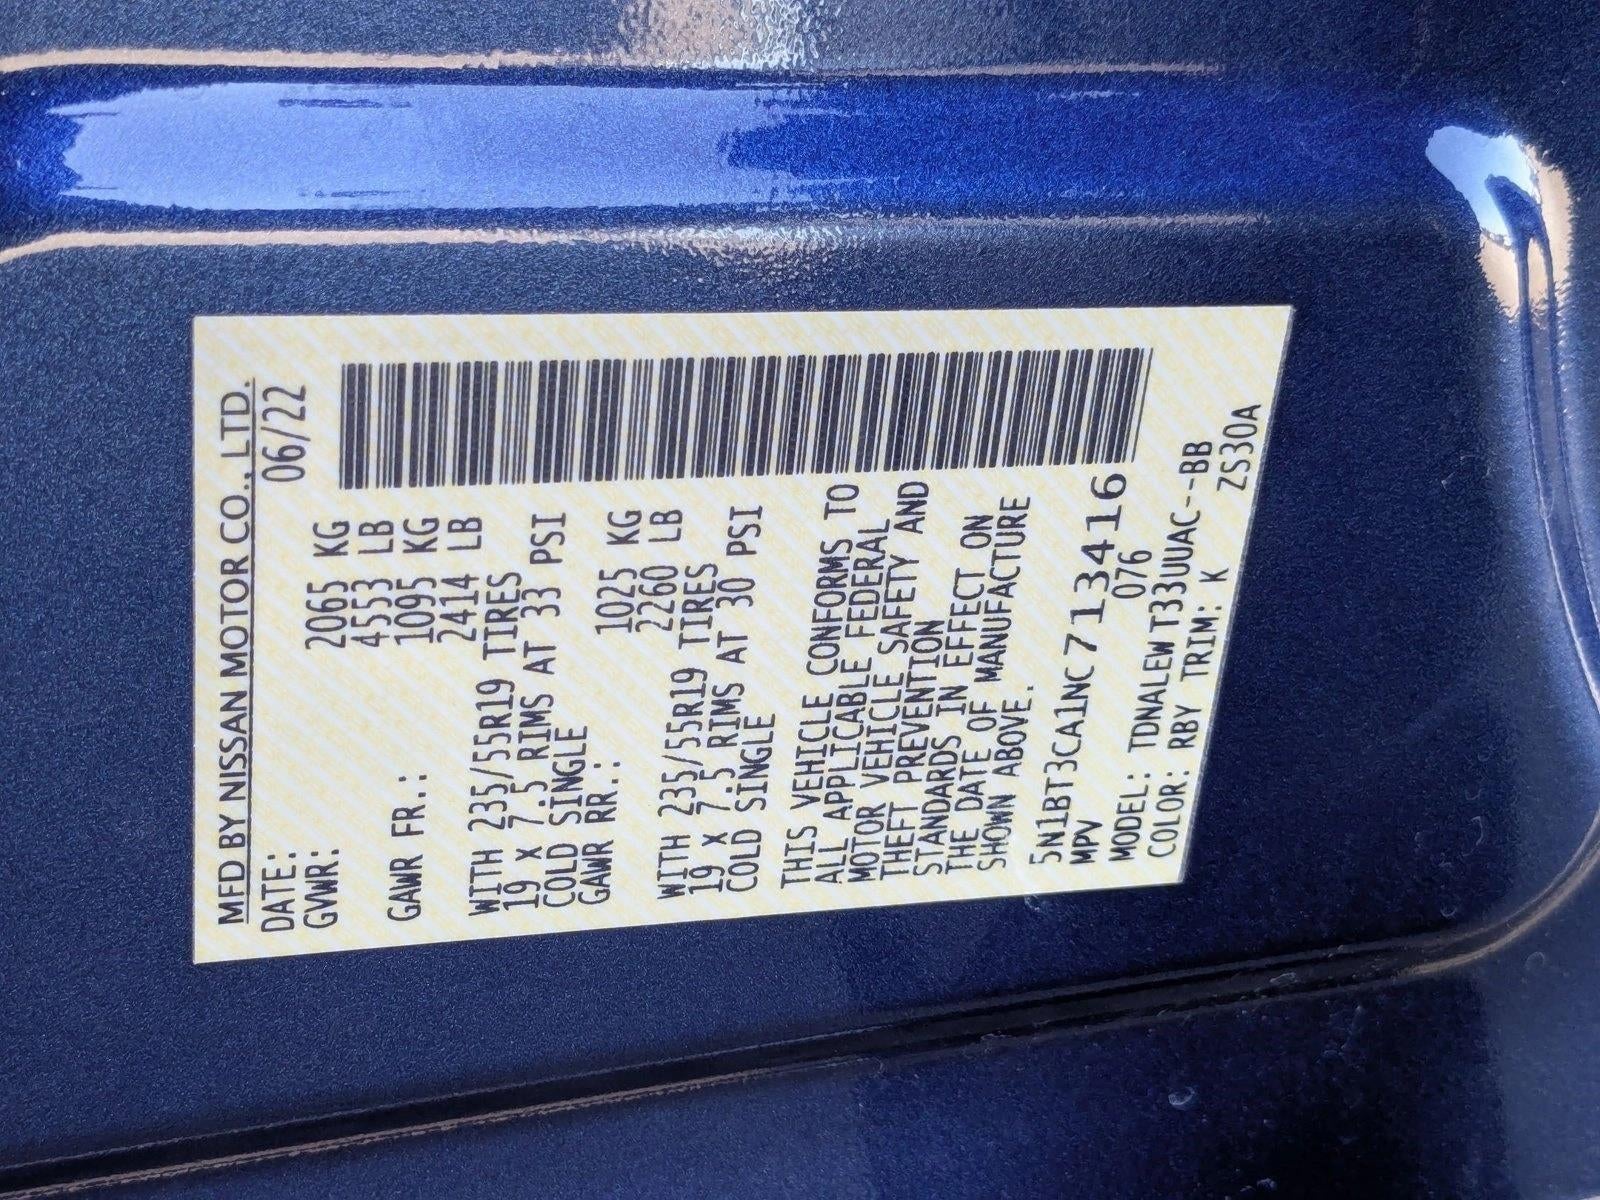 MFD BY NISSAN MOTOR CO., LTD.
DATE: 06/22
GVWR: 2065 KG
4553 LB
GAWR FR.: 1095 KG
2414 LB
WITH 235/55R19 TIRES
19 X 7.5 RIMS AT 33 PSI
COLD SINGLE
GAWR RR.: 1025 KG
2260 LB
WITH 235/55R19 TIRES
19 X 7.5 RIMS AT 30 PSI
COLD SINGLE
THIS VEHICLE CONFORMS TO
ALL APPLICABLE FEDERAL
MOTOR VEHICLE SAFETY AND
THEFT PREVENTION
STANDARDS IN EFFECT ON
THE DATE OF MANUFACTURE
SHOWN ABOVE.
5N1BT3CA1NC713416
MPV 076
MODEL: TDNALEWT33UUAC--BB
COLOR: RBY TRIM: K ZS30A